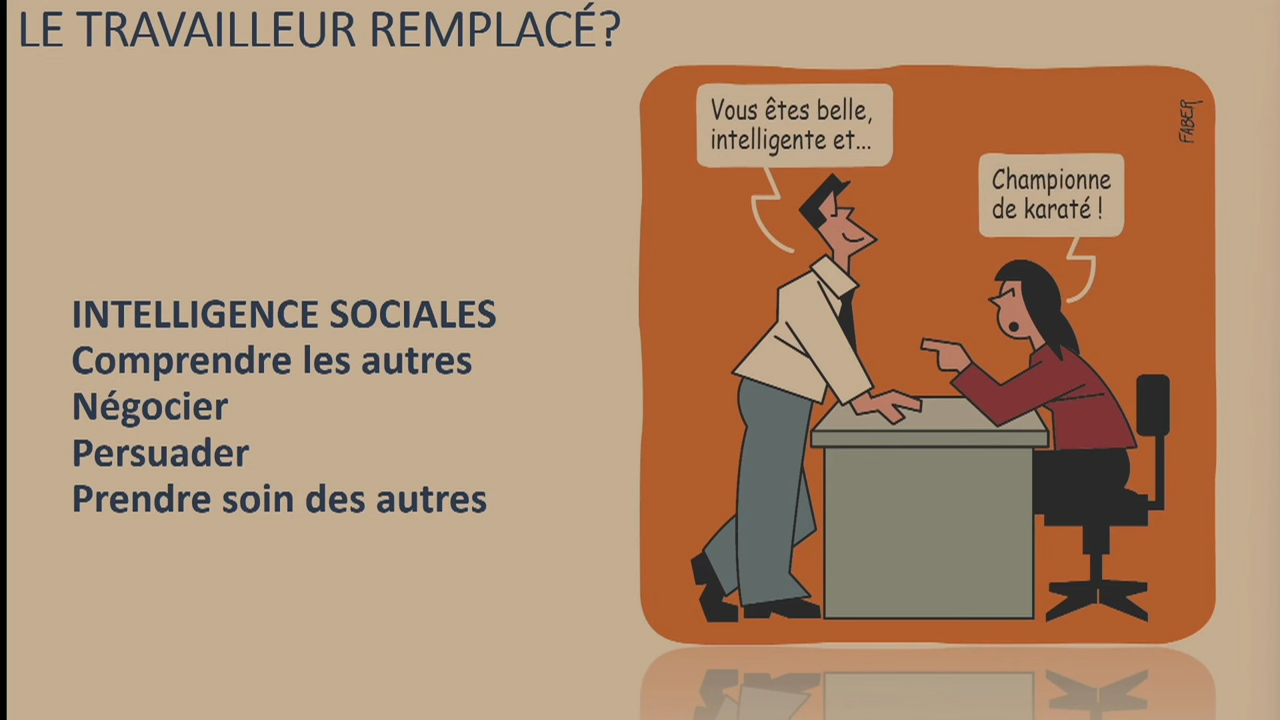 LE TRAVAILLEUR REMPLACÉ?
INTELLIGENCE SOCIALES
Comprendre les autres
Négocier
Persuader
Prendre soin des autres
Vous êtes belle,
intelligente et...
Championne
de karaté !
FABER